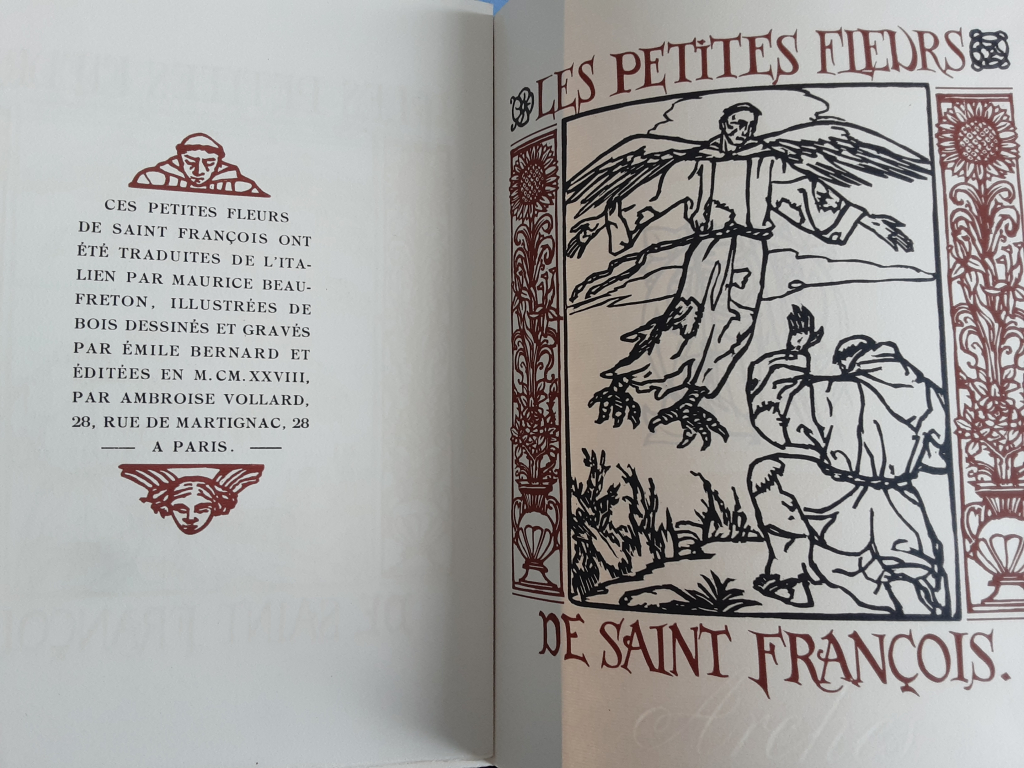 CES PETITES FLEURS
DE SAINT FRANÇOIS ONT
ÉTÉ TRADUITES DE L'ITA-
LIEN PAR MAURICE BEAU-
FRETON, ILLUSTRÉES DE
BOIS DESSINÉS ET GRAVÉS
PAR ÉMILE BERNARD ET
ÉDITÉES EN M.CM.XXVIII,
PAR AMBROISE VOLLARD,
28, RUE DE MARTIGNAC, 28
—— A PARIS. ——
LES PETITES FLEURS
DE SAINT FRANÇOIS.
Arches